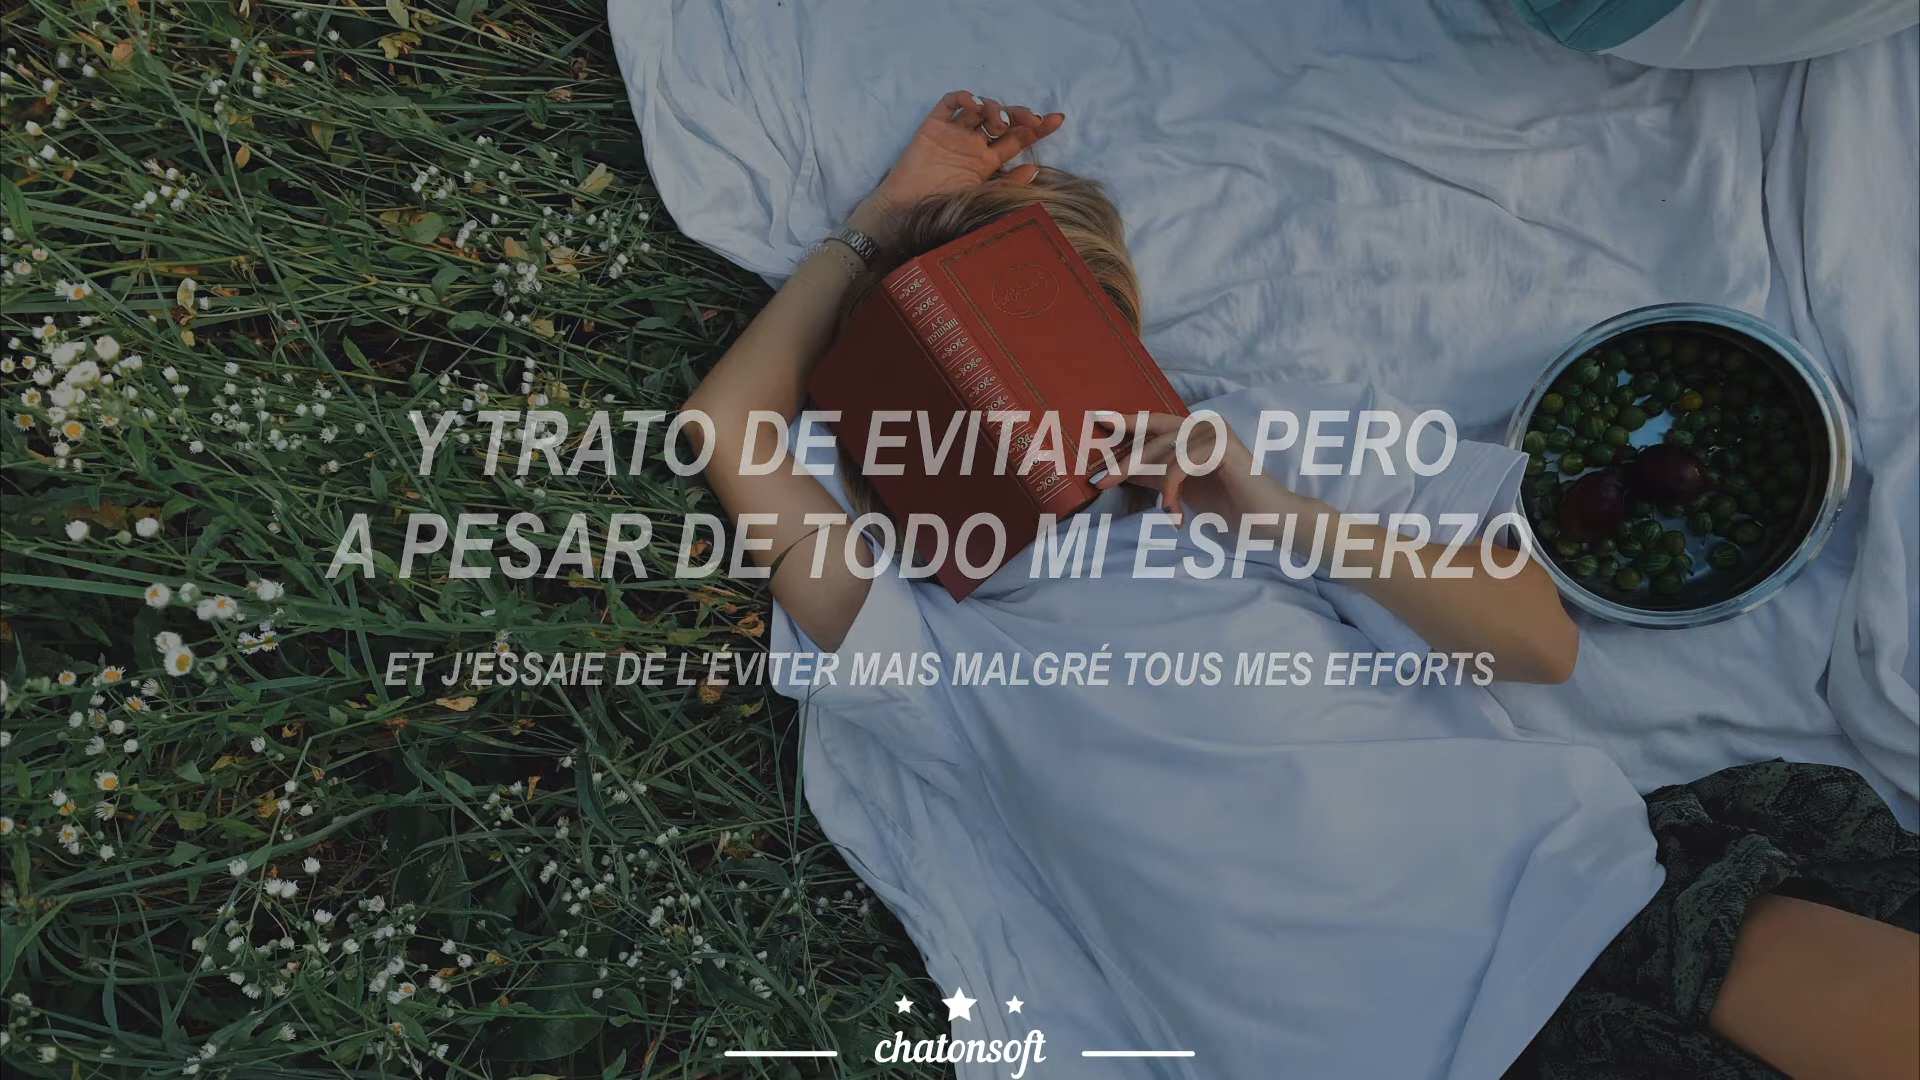 Y TRATO DE EVITARLO PERO
A PESAR DE TODO MI ESFUERZO
ET J'ESSAIE DE L'ÉVITER MAIS MALGRÉ TOUS MES EFFORTS
chatonsoft